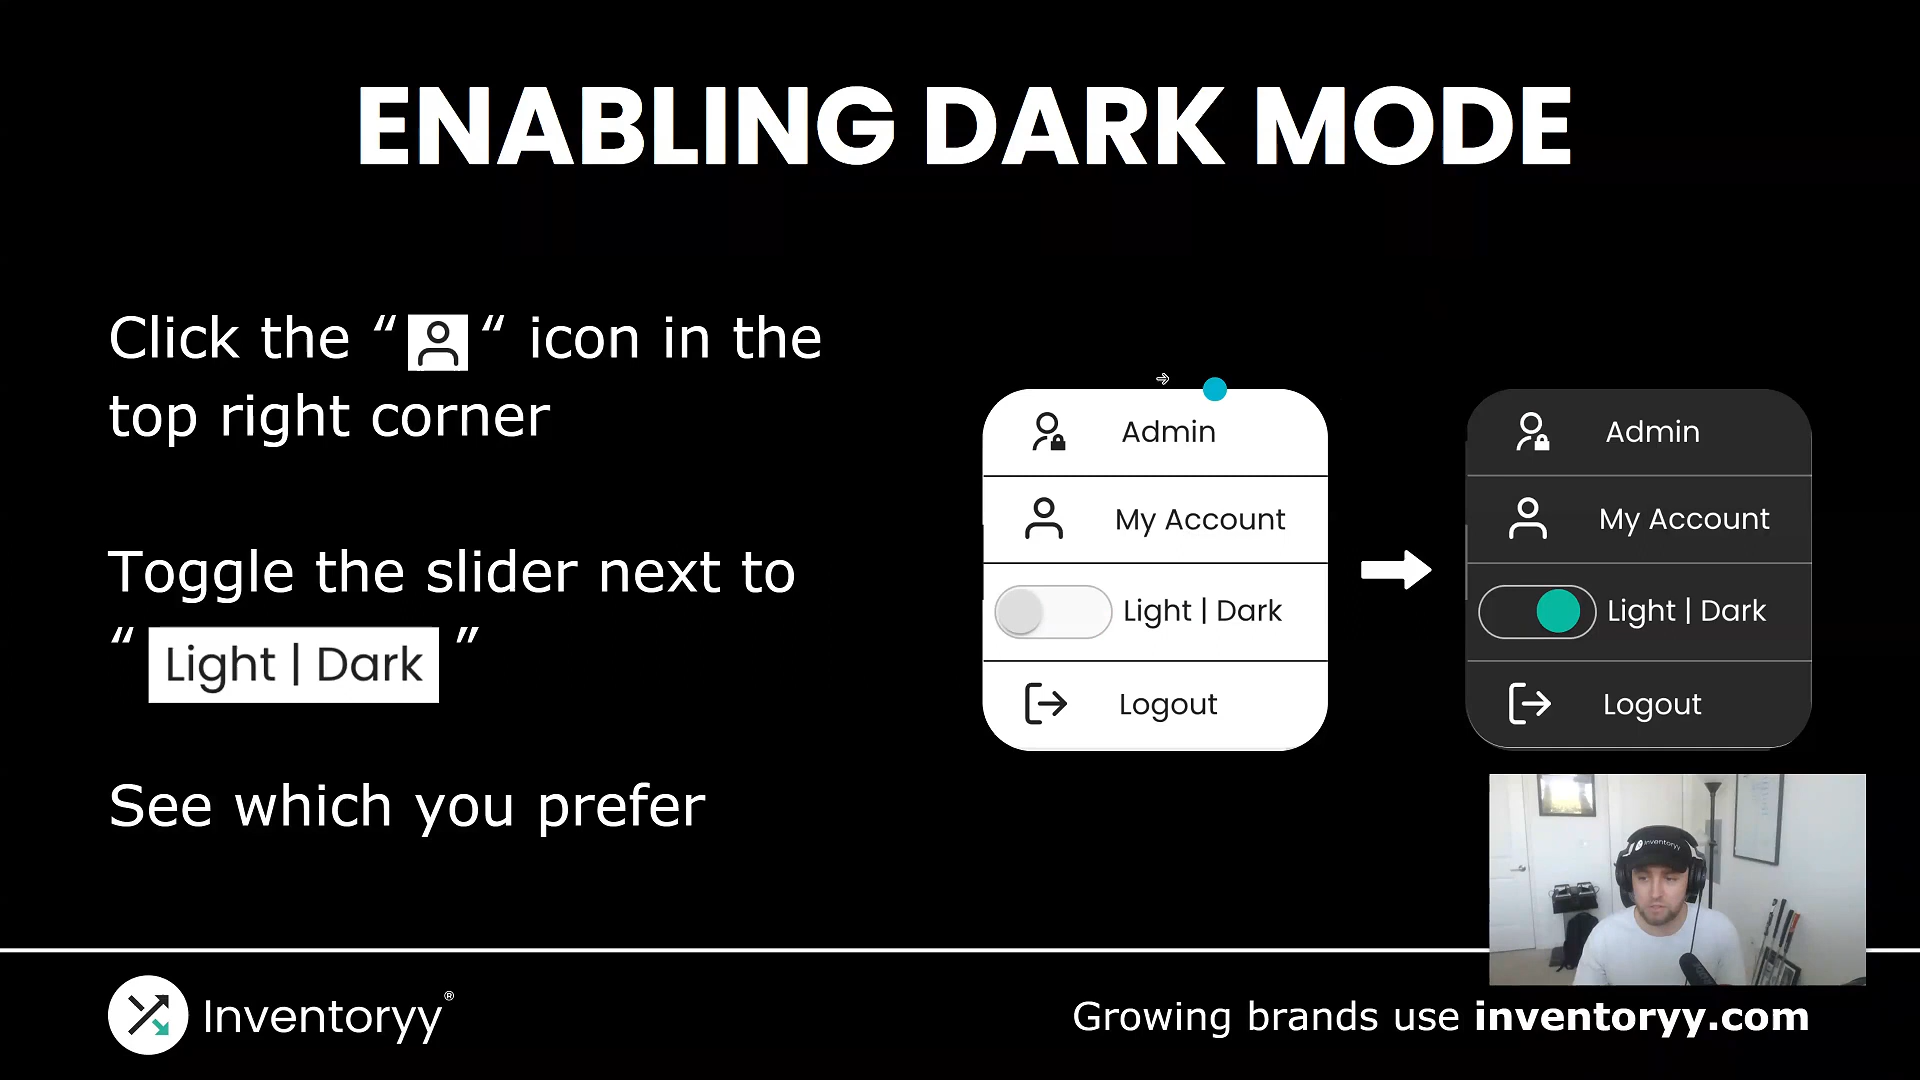 ENABLING DARK MODE
Click the “ “ icon in the
top right corner
Toggle the slider next to
“ Light | Dark ”
See which you prefer
Admin
My Account
Light | Dark
Logout
Admin
My Account
Light | Dark
Logout
Inventoryy
Inventoryy®
Growing brands use inventoryy.com